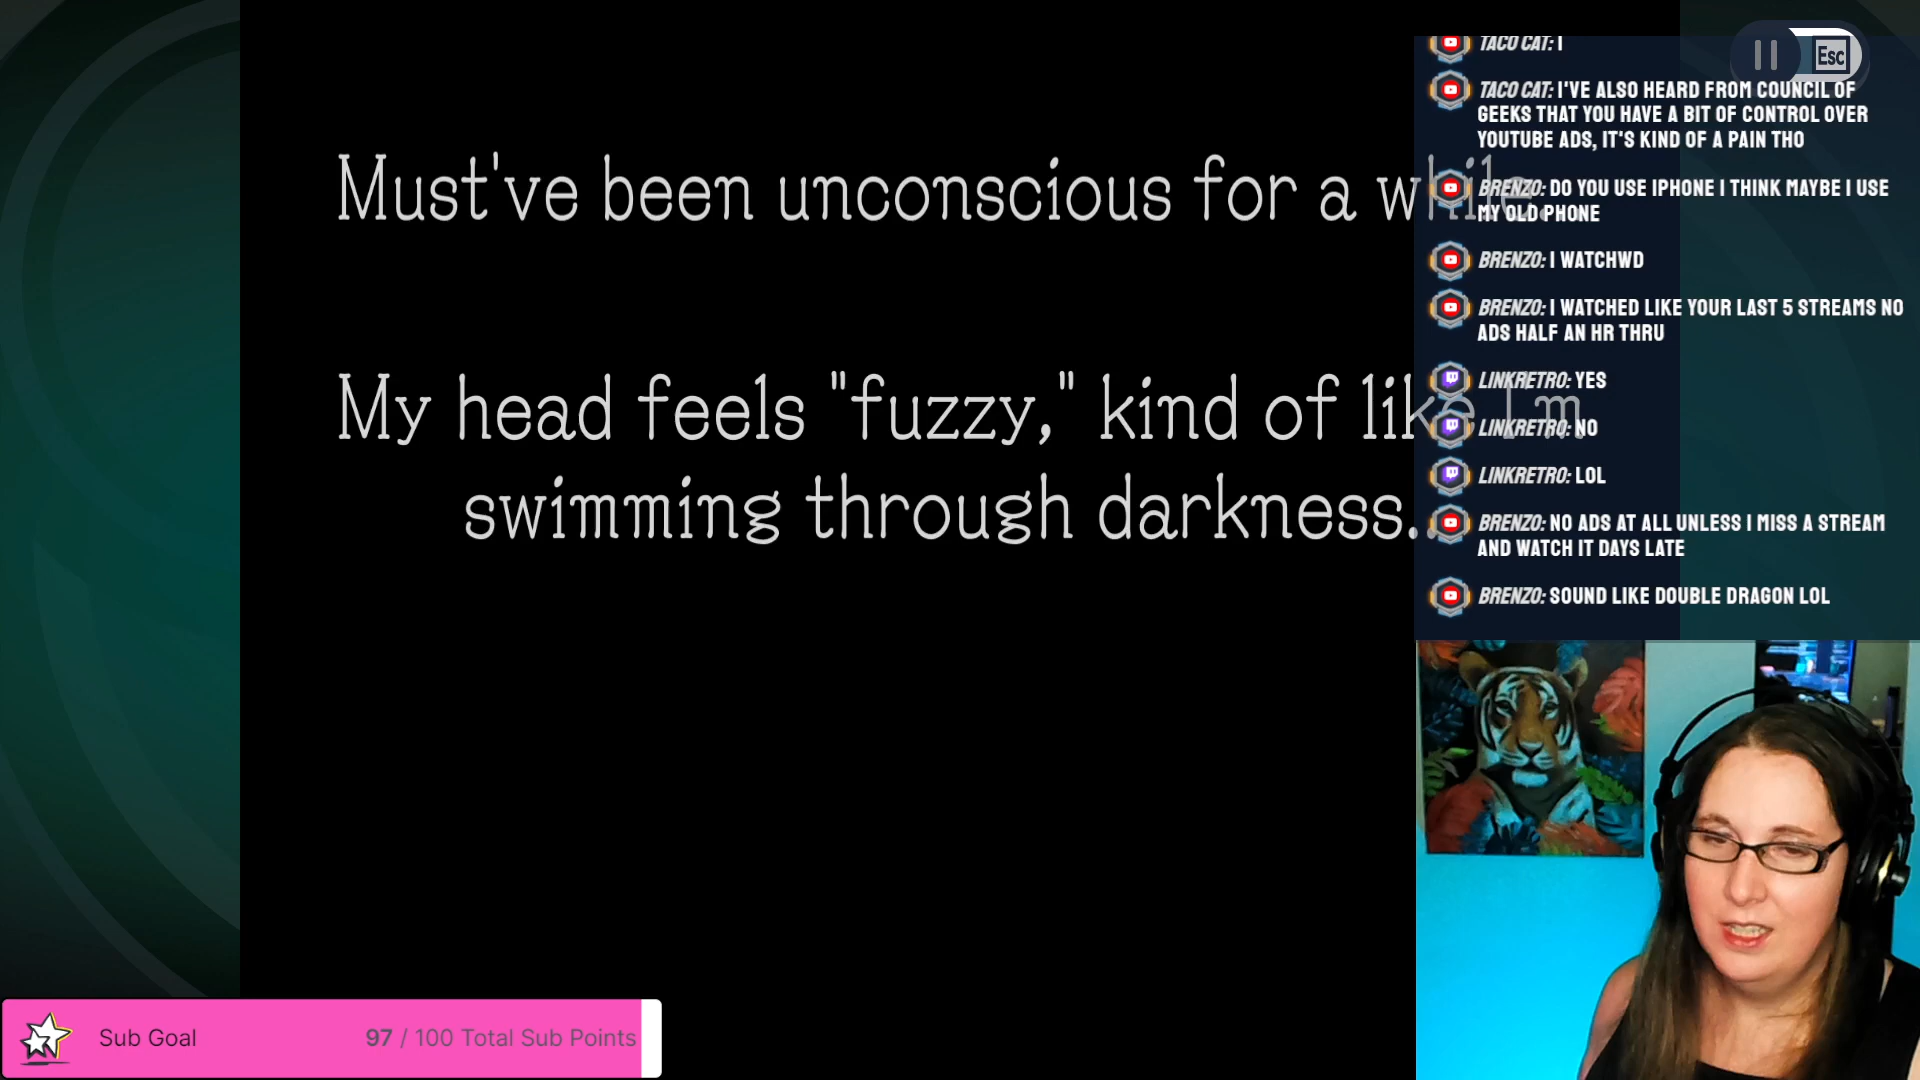 Must've been unconscious for a while.
My head feels "fuzzy," kind of like I'm
swimming through darkness..
Esc
TACO CAT: I
TACO CAT: I'VE ALSO HEARD FROM COUNCIL OF
GEEKS THAT YOU HAVE A BIT OF CONTROL OVER
YOUTUBE ADS, IT'S KIND OF A PAIN THO
BRENZO: DO YOU USE IPHONE I THINK MAYBE I USE
MY OLD PHONE
BRENZO: I WATCHWD
BRENZO: I WATCHED LIKE YOUR LAST 5 STREAMS NO
ADS HALF AN HR THRU
LINKRETRO: YES
LINKRETRO: NO
LINKRETRO: LOL
BRENZO: NO ADS AT ALL UNLESS I MISS A STREAM
AND WATCH IT DAYS LATE
BRENZO: SOUND LIKE DOUBLE DRAGON LOL
Sub Goal 97 / 100 Total Sub Points